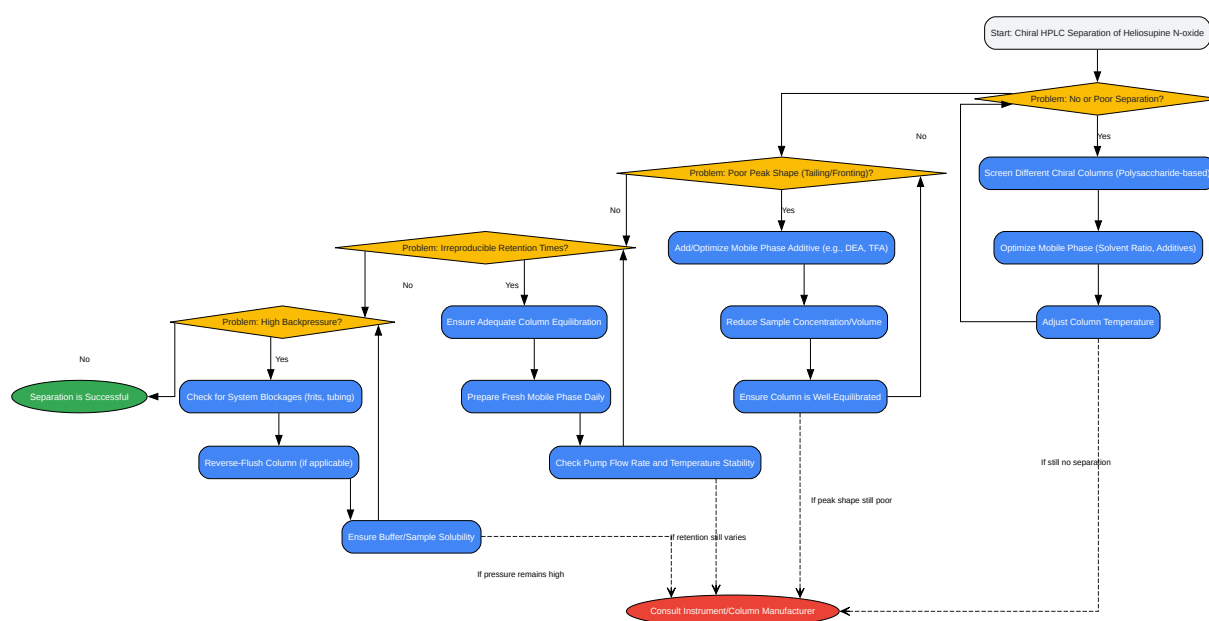 Start: Chiral HPLC Separation of Heliosupine N-oxide
Problem: No or Poor Separation?
No
Yes
Problem: Poor Peak Shape (Tailing/Fronting)?
Screen Different Chiral Columns (Polysaccharide-based)
No
Yes
Problem: Irreproducible Retention Times?
Add/Optimize Mobile Phase Additive (e.g., DEA, TFA)
Optimize Mobile Phase (Solvent Ratio, Additives)
No
Yes
Problem: High Backpressure?
Ensure Adequate Column Equilibration
Reduce Sample Concentration/Volume
Adjust Column Temperature
No
Yes
Separation is Successful
Check for System Blockages (frits, tubing)
Prepare Fresh Mobile Phase Daily
Ensure Column is Well-Equilibrated
Reverse-Flush Column (if applicable)
Check Pump Flow Rate and Temperature Stability
If still no separation
If peak shape still poor
Ensure Buffer/Sample Solubility
If retention still varies
If pressure remains high
Consult Instrument/Column Manufacturer